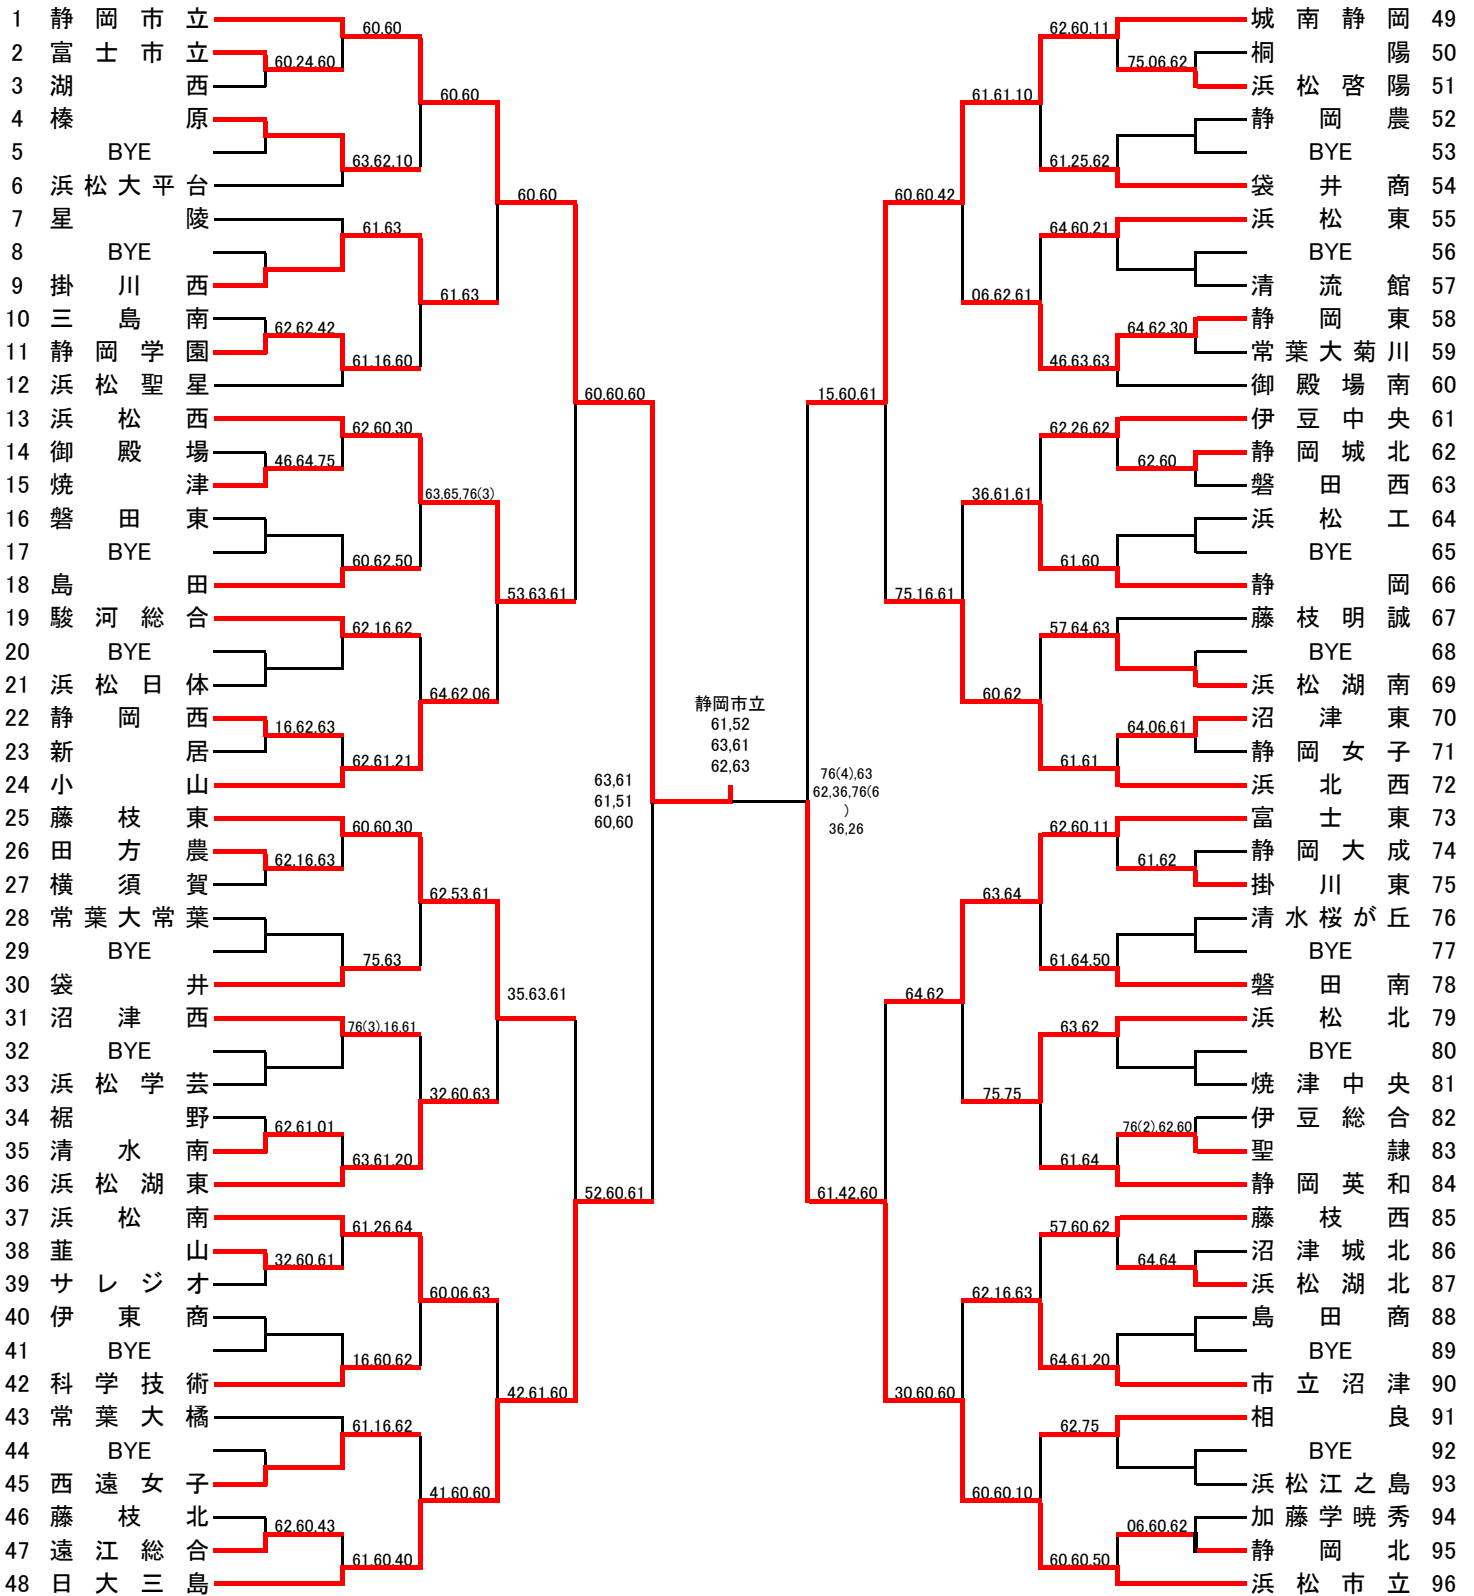 1 静岡市立
2 富士市立
3 湖西
4 榛原
5 BYE
6 浜松大平台
7 星陵
8 BYE
9 掛川西
10 三島南
11 静岡学園
12 浜松聖星
13 浜松西
14 御殿場
15 焼津
16 磐田東
17 BYE
18 島田
19 駿河総合
20 BYE
21 浜松日体
22 静岡西
23 新居
24 小山
25 藤枝東
26 田方農
27 横須賀
28 常葉大常葉
29 BYE
30 袋井
31 沼津西
32 BYE
33 浜松学芸
34 裾野
35 清水南
36 浜松湖東
37 浜松南
38 韮山
39 サレジオ
40 伊東商
41 BYE
42 科学技術
43 常葉大橘
44 BYE
45 西遠女子
46 藤枝北
47 遠江総合
48 日大三島
60.24.60
62.62.42
46.64.75
16.62.63
62.16.63
62.61.01
32.60.61
62.60.43
60.60
63.62.10
61.63
61.16.60
62.60.30
60.62.50
62.16.62
62.61.21
60.60.30
75.63
76(3).16.61
63.61.20
61.26.64
16.60.62
61.16.62
61.60.40
60.60
61.63
63,65,76(3)
64.62.06
62.53.61
32.60.63
60.06.63
41.60.60
60.60
53.63.61
35.63.61
42.61.60
60.60.60
52.60.61
63,61
61,51
60,60
静岡市立
61,52
63,61
62,63
76(4),63
62,36,76(6
)
36,26
15.60.61
61.42.60
60.60.42
75.16.61
64.62
30.60.60
61.61.10
06.62.61
36.61.61
60.62
63.64
75.75
62.16.63
60.60.10
62.60.11
61.25.62
64.60.21
46.63.63
62.26.62
61.60
57.64.63
61.61
62.60.11
61.64.50
63.62
61.64
57.60.62
64.61.20
62.75
60.60.50
75.06.62
64.62.30
62.60
64.06.61
61.62
76(2).62.60
64.64
06.60.62
城南静岡 49
桐陽 50
浜松啓陽 51
静岡農 52
BYE 53
袋井商 54
浜松東 55
BYE 56
清流館 57
静岡東 58
常葉大菊川 59
御殿場南 60
伊豆中央 61
静岡城北 62
磐田西 63
浜松工 64
BYE 65
静岡 66
藤枝明誠 67
BYE 68
浜松湖南 69
沼津東 70
静岡女子 71
浜北西 72
富士東 73
静岡大成 74
掛川東 75
清水桜が丘 76
BYE 77
磐田南 78
浜松北 79
BYE 80
焼津中央 81
伊豆総合 82
聖隷 83
静岡英和 84
藤枝西 85
沼津城北 86
浜松湖北 87
島田商 88
BYE 89
市立沼津 90
相良 91
BYE 92
浜松江之島 93
加藤学暁秀 94
静岡北 95
浜松市立 96